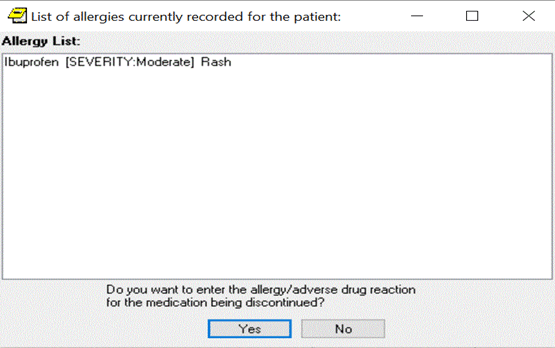 List of allergies currently recorded for the patient:
Allergy List:
Ibuprofen [SEVERITY:Moderate] Rash
Do you want to enter the allergy/adverse drug reaction
for the medication being discontinued?
Yes No